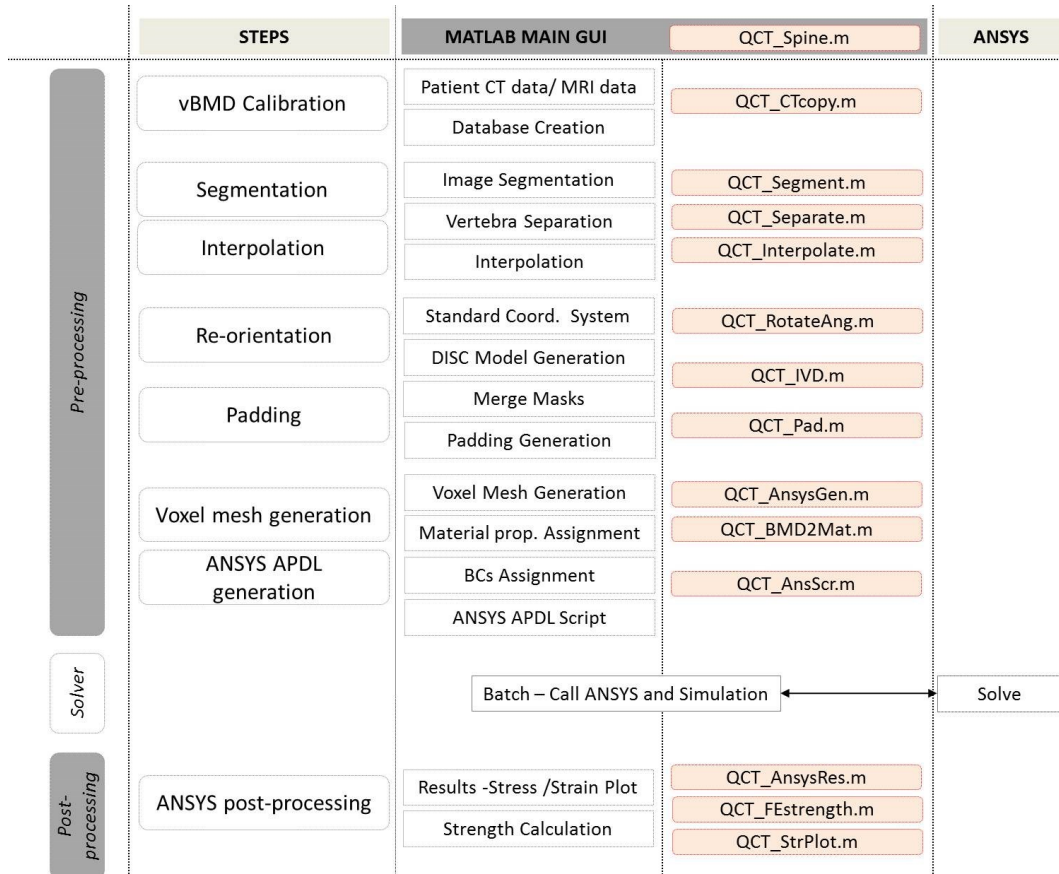 STEPS
MATLAB MAIN GUI
QCT_Spine.m
ANSYS
Pre-processing
vBMD Calibration
Patient CT data/ MRI data
Database Creation
QCT_CTcopy.m
Segmentation
Interpolation
Image Segmentation
Vertebra Separation
Interpolation
QCT_Segment.m
QCT_Separate.m
QCT_Interpolate.m
Re-orientation
Padding
Standard Coord. System
DISC Model Generation
Merge Masks
Padding Generation
QCT_RotateAng.m
QCT_IVD.m
QCT_Pad.m
Voxel mesh generation
ANSYS APDL
generation
Voxel Mesh Generation
Material prop. Assignment
BCs Assignment
ANSYS APDL Script
QCT_AnsysGen.m
QCT_BMD2Mat.m
QCT_AnsScr.m
Solver
Batch – Call ANSYS and Simulation
Solve
Post-
processing
ANSYS post-processing
Results -Stress /Strain Plot
Strength Calculation
QCT_AnsysRes.m
QCT_FEstrength.m
QCT_StrPlot.m